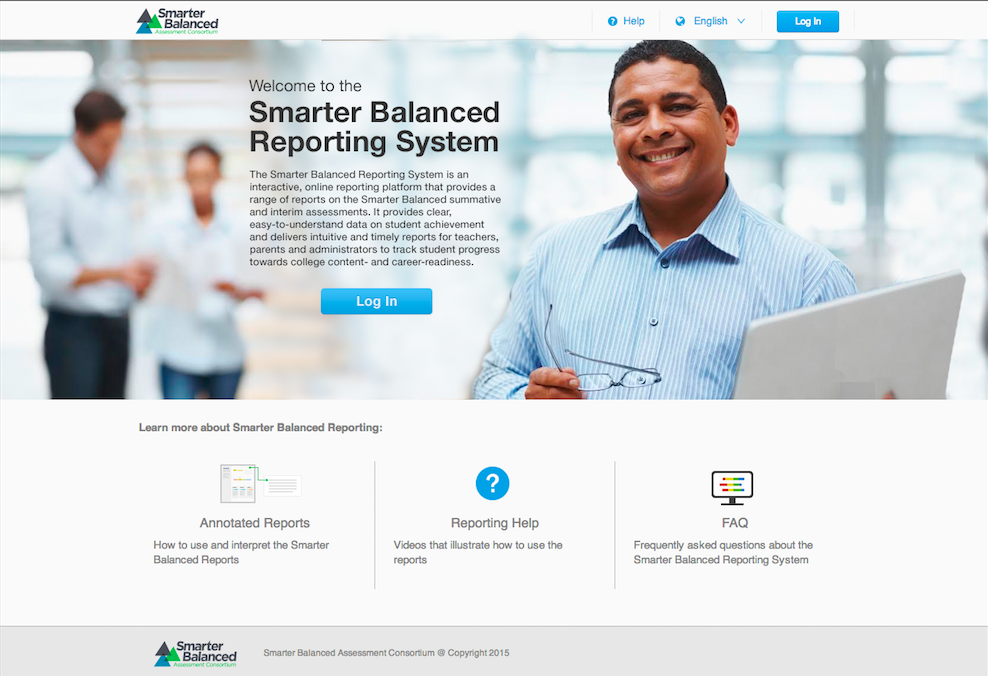 Smarter
Balanced
Assessment Consortium
Help
English
Log In
Welcome to the
Smarter Balanced
Reporting System
The Smarter Balanced Reporting System is an
interactive, online reporting platform that provides a
range of reports on the Smarter Balanced summative
and interim assessments. It provides clear,
easy-to-understand data on student achievement
and delivers intuitive and timely reports for teachers,
parents and administrators to track student progress
towards college content- and career-readiness.
Log In
Learn more about Smarter Balanced Reporting:
Annotated Reports
How to use and interpret the Smarter
Balanced Reports
Reporting Help
Videos that illustrate how to use the
reports
FAQ
Frequently asked questions about the
Smarter Balanced Reporting System
Smarter
Balanced
Assessment Consortium
Smarter Balanced Assessment Consortium @ Copyright 2015